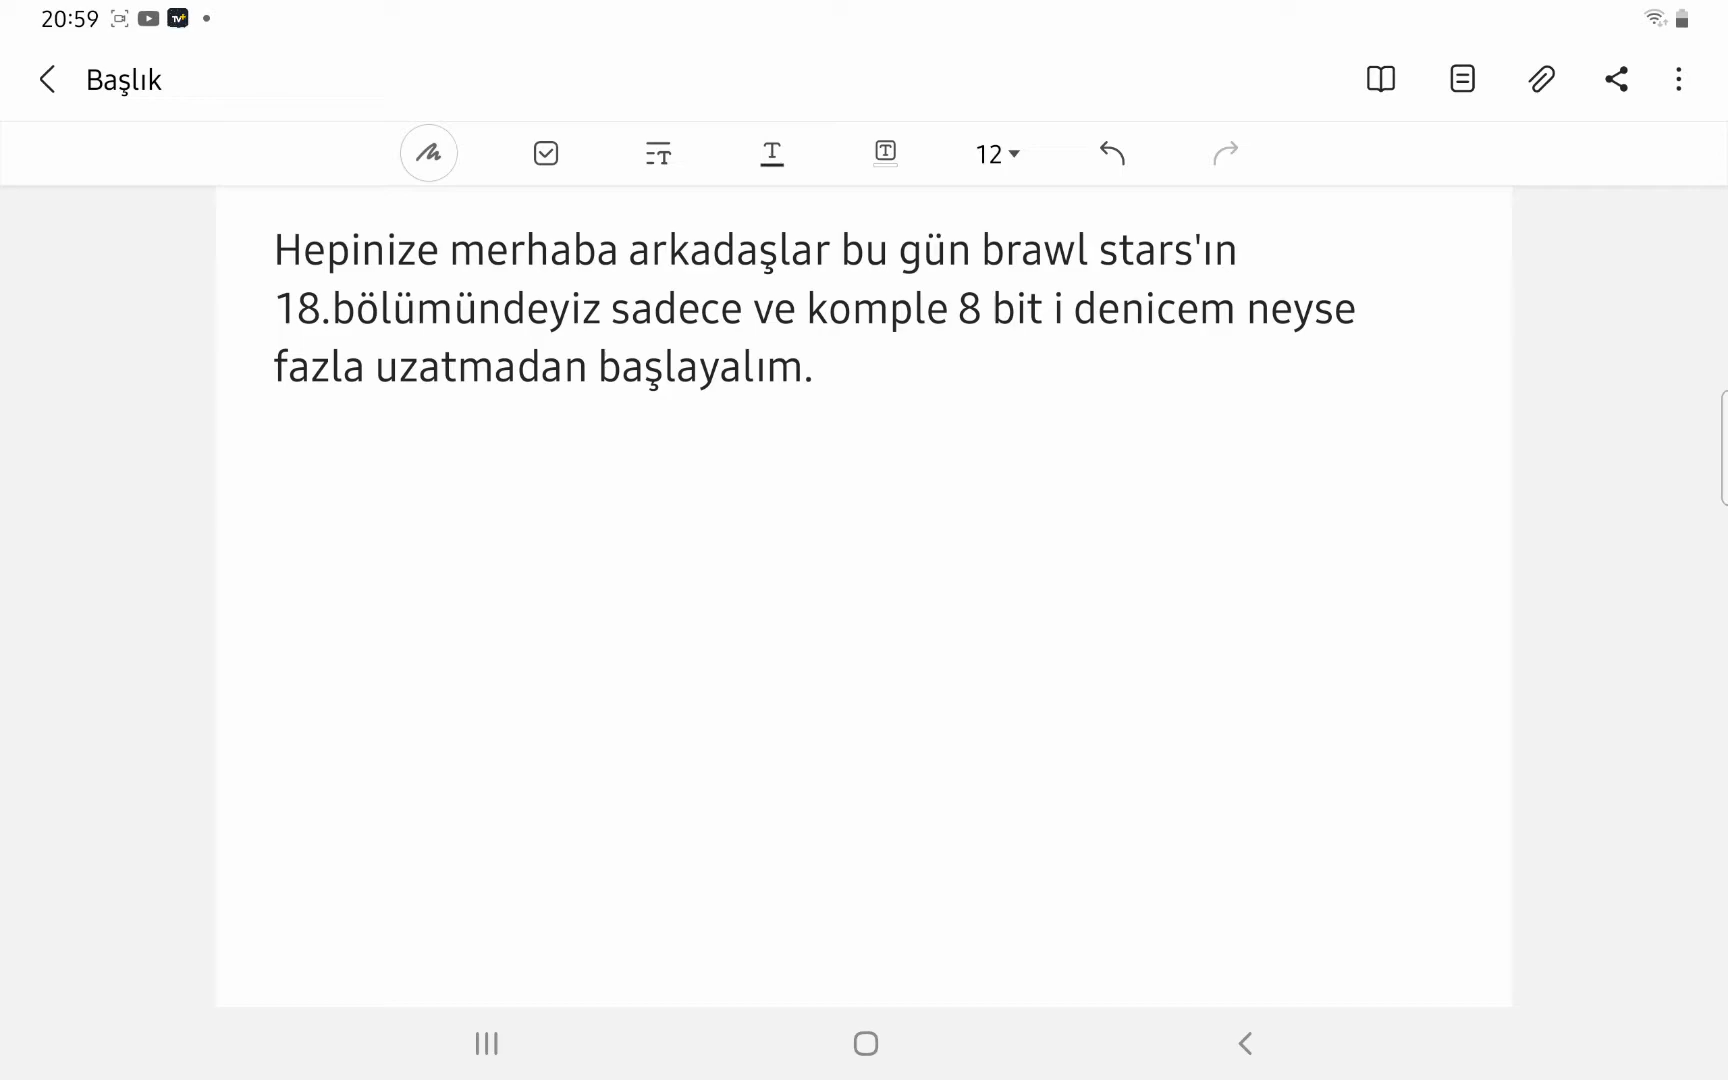 20:59
Başlık
12
Hepinize merhaba arkadaşlar bu gün brawl stars'ın
18.bölümündeyiz sadece ve komple 8 bit i denicem neyse
fazla uzatmadan başlayalım.